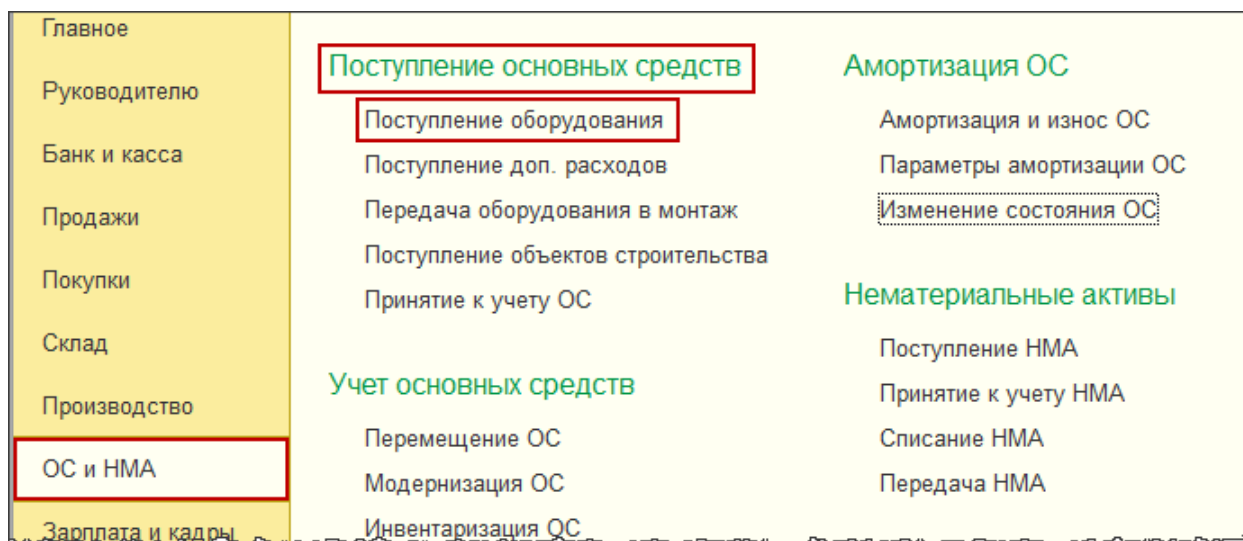 Главное
Руководителю
Банк и касса
Продажи
Покупки
Склад
Производство
ОС и НМА
Зарплата и кадры
Поступление основных средств
Поступление оборудования
Поступление доп. расходов
Передача оборудования в монтаж
Поступление объектов строительства
Принятие к учету ОС
Учет основных средств
Перемещение ОС
Модернизация ОС
Инвентаризация ОС
Амортизация ОС
Амортизация и износ ОС
Параметры амортизации ОС
Изменение состояния ОС
Нематериальные активы
Поступление НМА
Принятие к учету НМА
Списание НМА
Передача НМА